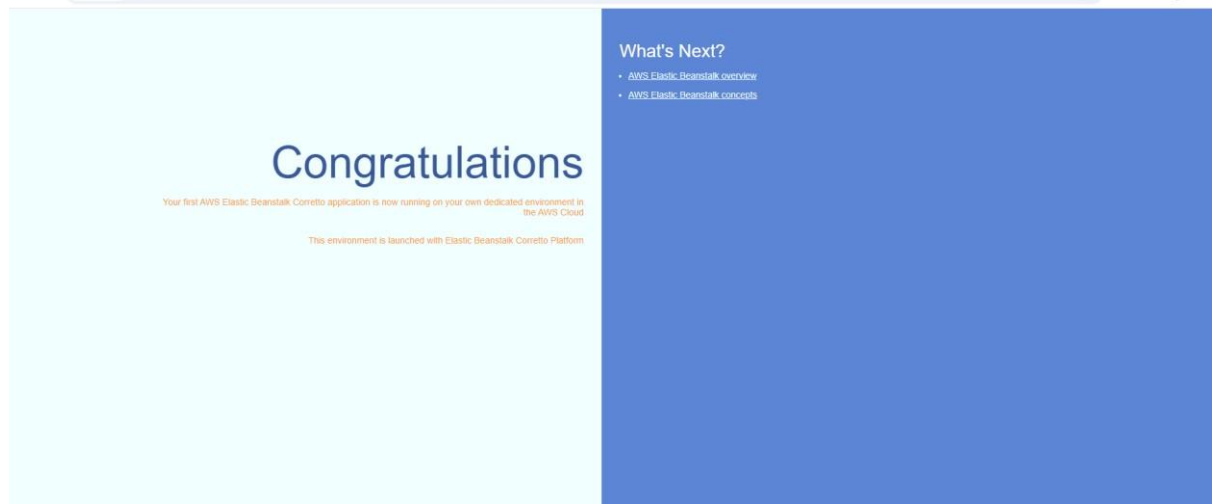 Congratulations
Your first AWS Elastic Beanstalk Corretto application is now running on your own dedicated environment in
the AWS Cloud
This environment is launched with Elastic Beanstalk Corretto Platform
What's Next?
AWS Elastic Beanstalk overview
AWS Elastic Beanstalk concepts